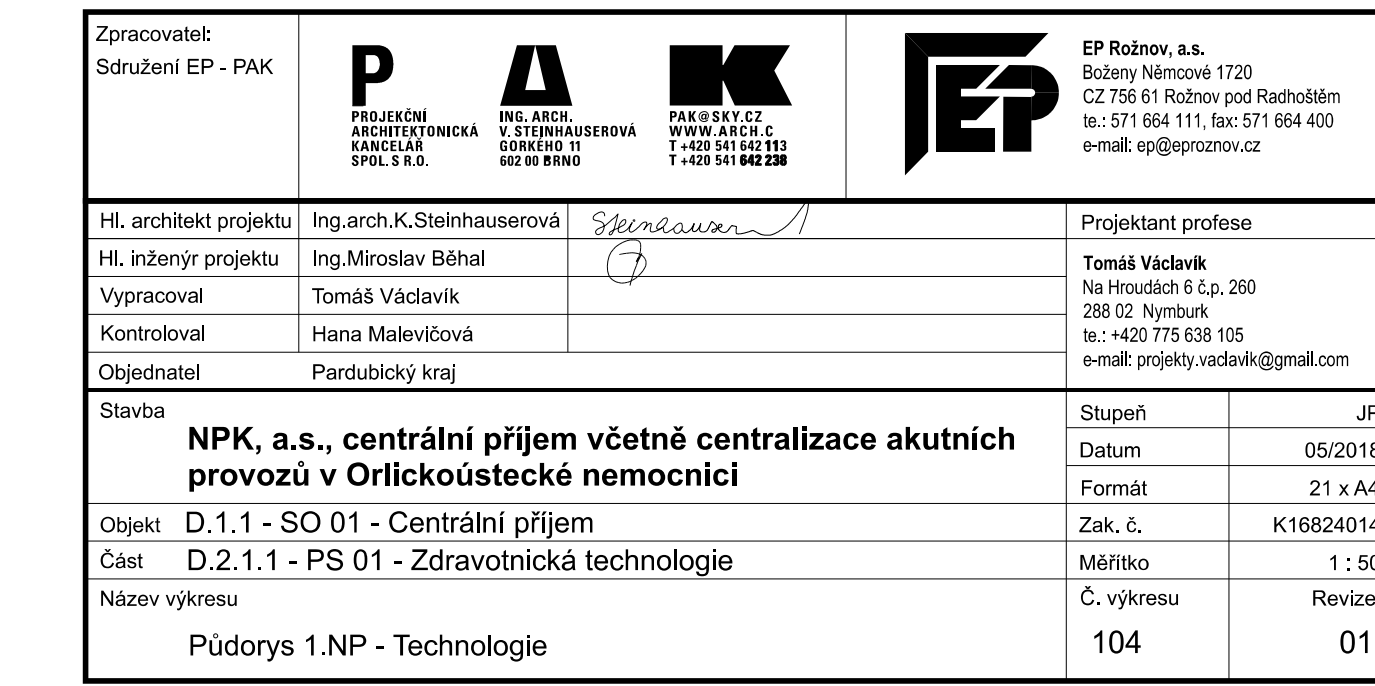 Zpracovatel:
Sdružení EP - PAK
P A K
PROJEKČNÍ
ARCHITEKTONICKÁ
KANCELÁŘ
SPOL. S R.O.
ING. ARCH.
V. STEINHAUSEROVÁ
GORKÉHO 11
602 00 BRNO
PAK@SKY.CZ
WWW.ARCH.C
T +420 541 642 113
T +420 541 642 238
EP
EP Rožnov, a.s.
Boženy Němcové 1720
CZ 756 61 Rožnov pod Radhoštěm
te.: 571 664 111, fax: 571 664 400
e-mail: ep@eproznov.cz
Hl. architekt projektu Ing.arch.K.Steinhauserová Steinhauser
Hl. inženýr projektu Ing.Miroslav Běhal
Vypracoval Tomáš Václavík
Kontroloval Hana Malevičová
Objednatel Pardubický kraj
Projektant profese
Tomáš Václavík
Na Hroudách 6 č.p. 260
288 02 Nymburk
te.: +420 775 638 105
e-mail: projekty.vaclavik@gmail.com
Stavba
NPK, a.s., centrální příjem včetně centralizace akutních
provozů v Orlickoústecké nemocnici
Objekt D.1.1 - SO 01 - Centrální příjem
Část D.2.1.1 - PS 01 - Zdravotnická technologie
Název výkresu
Půdorys 1.NP - Technologie
Stupeň
Datum 05/2018
Formát 21 x A4
Zak. č. K16824014
Měřítko 1 : 50
Č. výkresu Revize
104 01